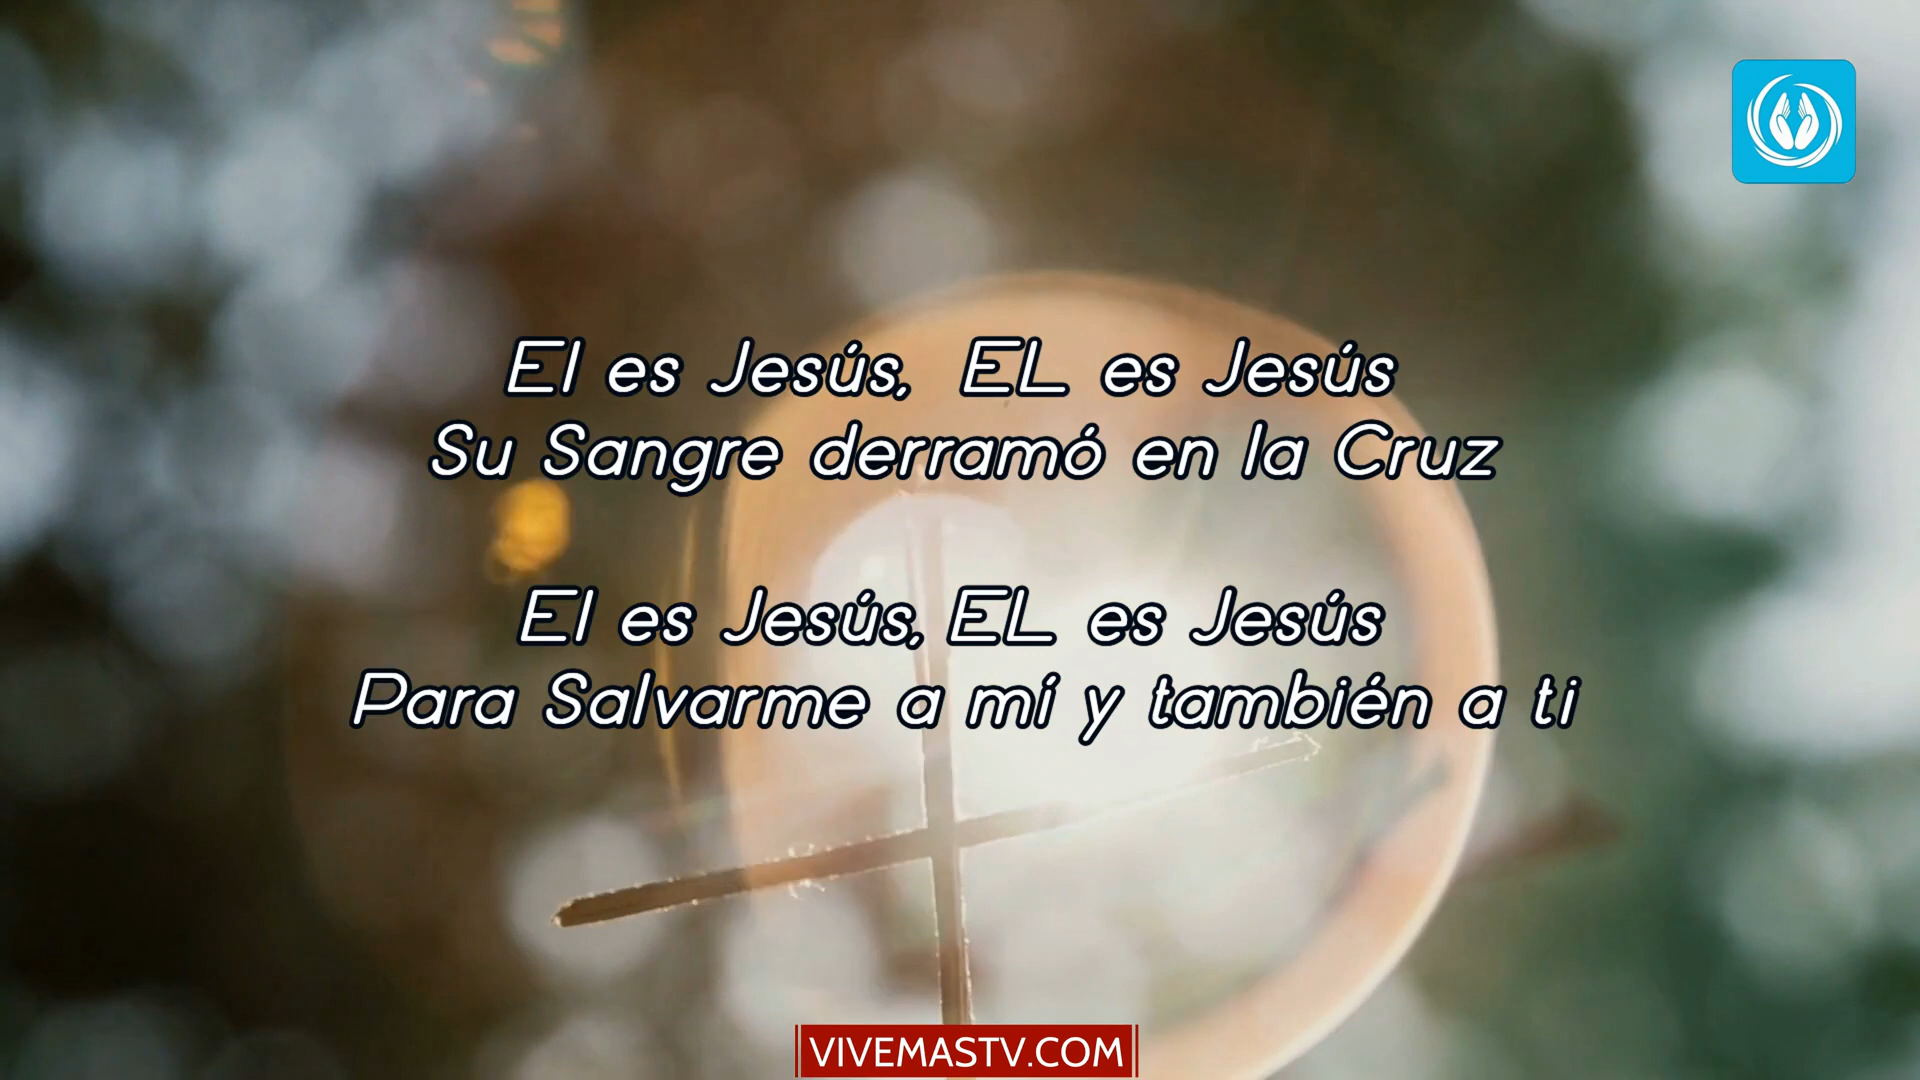 El es Jesús, EL es Jesús
Su Sangre derramó en la Cruz
El es Jesús, EL es Jesús
Para Salvarme a mí y también a ti
VIVEMASTV.COM